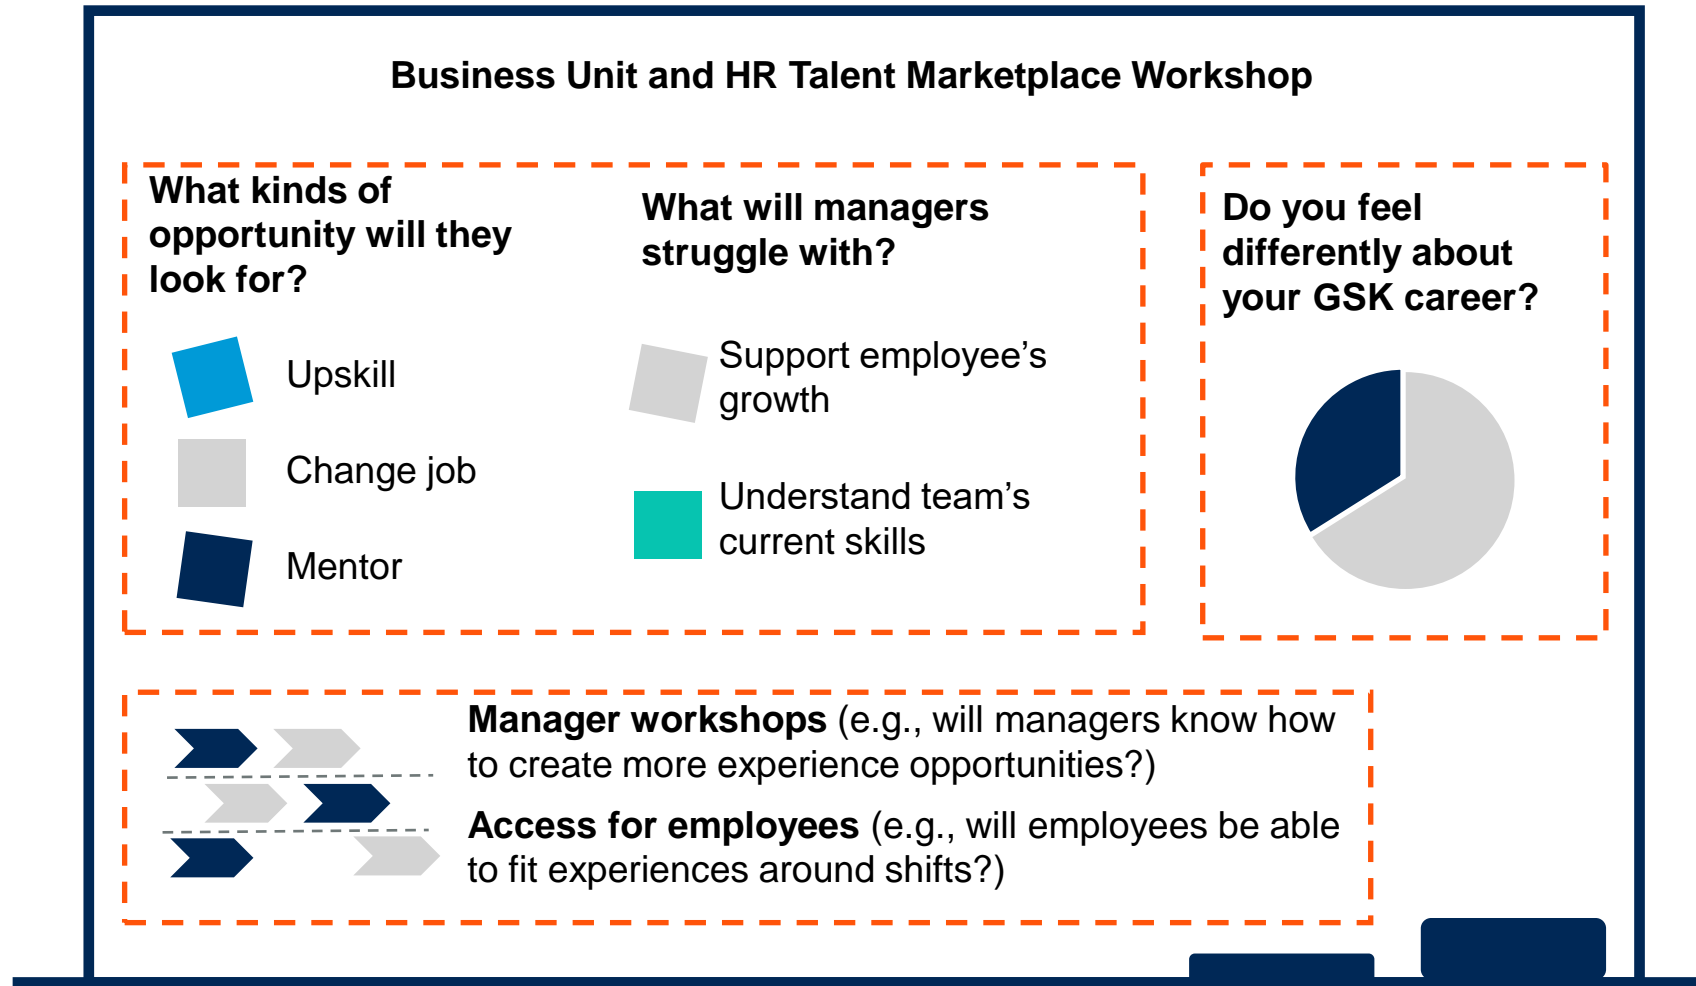 Business Unit and HR Talent Marketplace Workshop
What kinds of
opportunity will they
look for?
Upskill
Change job
Mentor
What will managers
struggle with?
Support employee’s
growth
Understand team’s
current skills
Do you feel
differently about
your GSK career?
Manager workshops (e.g., will managers know how
to create more experience opportunities?)
Access for employees (e.g., will employees be able
to fit experiences around shifts?)